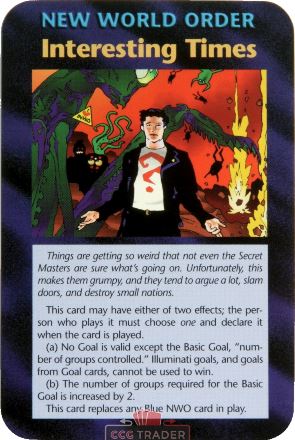 NEW WORLD ORDER
Interesting Times
?
Things are getting so weird that not even the Secret
Masters are sure what's going on. Unfortunately, this
makes them grumpy, and they tend to argue a lot, slam
doors, and destroy small nations.
This card may have either of two effects; the per-
son who plays it must choose one and declare it
when the card is played.
(a) No Goal is valid except the Basic Goal, "num-
ber of groups controlled." Illuminati goals, and goals
from Goal cards, cannot be used to win.
(b) The number of groups required for the Basic
Goal is increased by 2.
This card replaces any Blue NWO card in play.
CCG TRADER